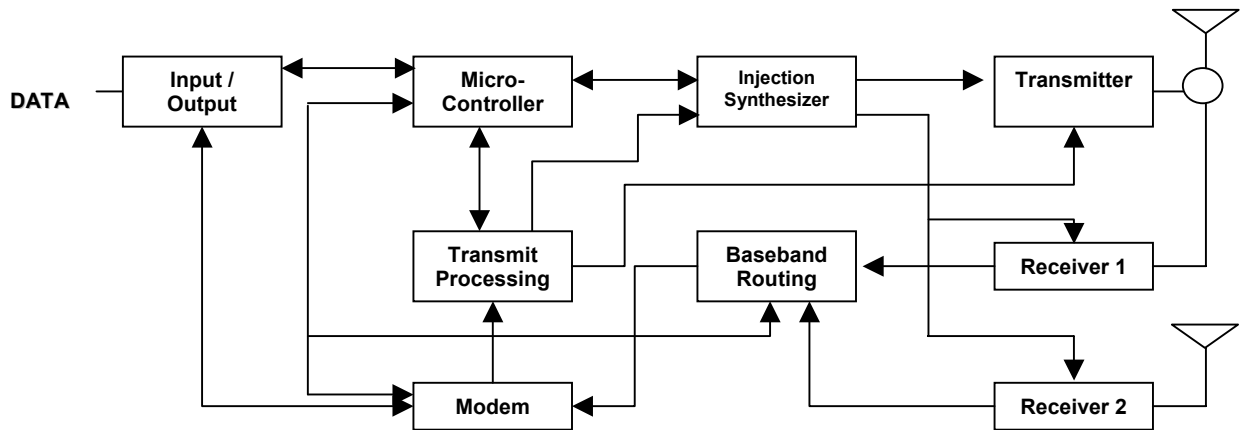 DATA
Input /
Output
Micro-
Controller
Injection
Synthesizer
Transmitter
Transmit
Processing
Baseband
Routing
Receiver 1
Modem
Receiver 2